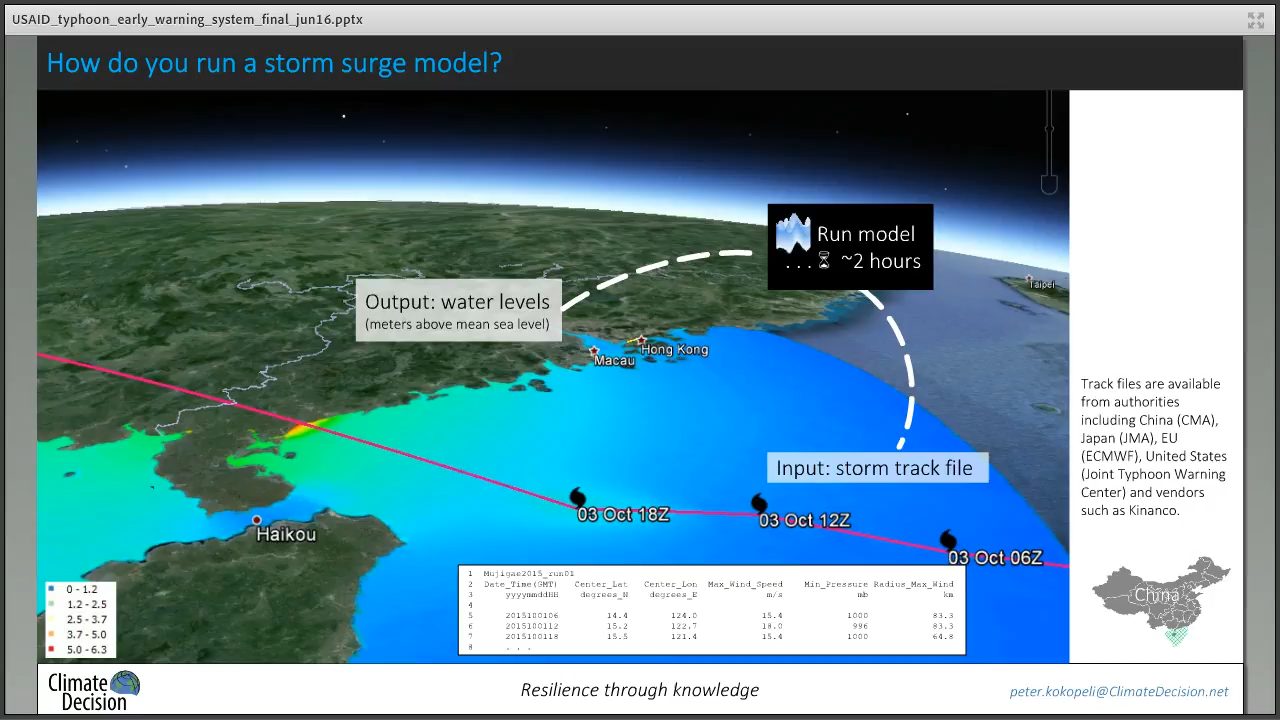 USAID_typhoon_early_warning_system_final_jun16.pptx
How do you run a storm surge model?
Run model
... ~2 hours
Taipei
Output: water levels
(meters above mean sea level)
Hong Kong
Macau
Track files are available
from authorities
including China (CMA),
Japan (JMA), EU
(ECMWF), United States
(Joint Typhoon Warning
Center) and vendors
such as Kinanco.
Input: storm track file
03 Oct 18Z
03 Oct 12Z
03 Oct 06Z
Haikou
1 Mujigae2015_run01
2 Date_Time(GMT) Center_Lat Center_Lon Max_Wind_Speed Min_Pressure Radius_Max_Wind
3 yyyymmddHH degrees_N degrees_E m/s mb km
4
5 2015100106 14.4 124.0 15.4 1000 83.3
6 2015100112 15.2 122.7 18.0 996 83.3
7 2015100118 15.5 121.4 15.4 1000 64.8
8 . . .
0 - 1.2
1.2 - 2.5
2.5 - 3.7
3.7 - 5.0
5.0 - 6.3
China
Climate
Decision
Resilience through knowledge
peter.kokopeli@ClimateDecision.net